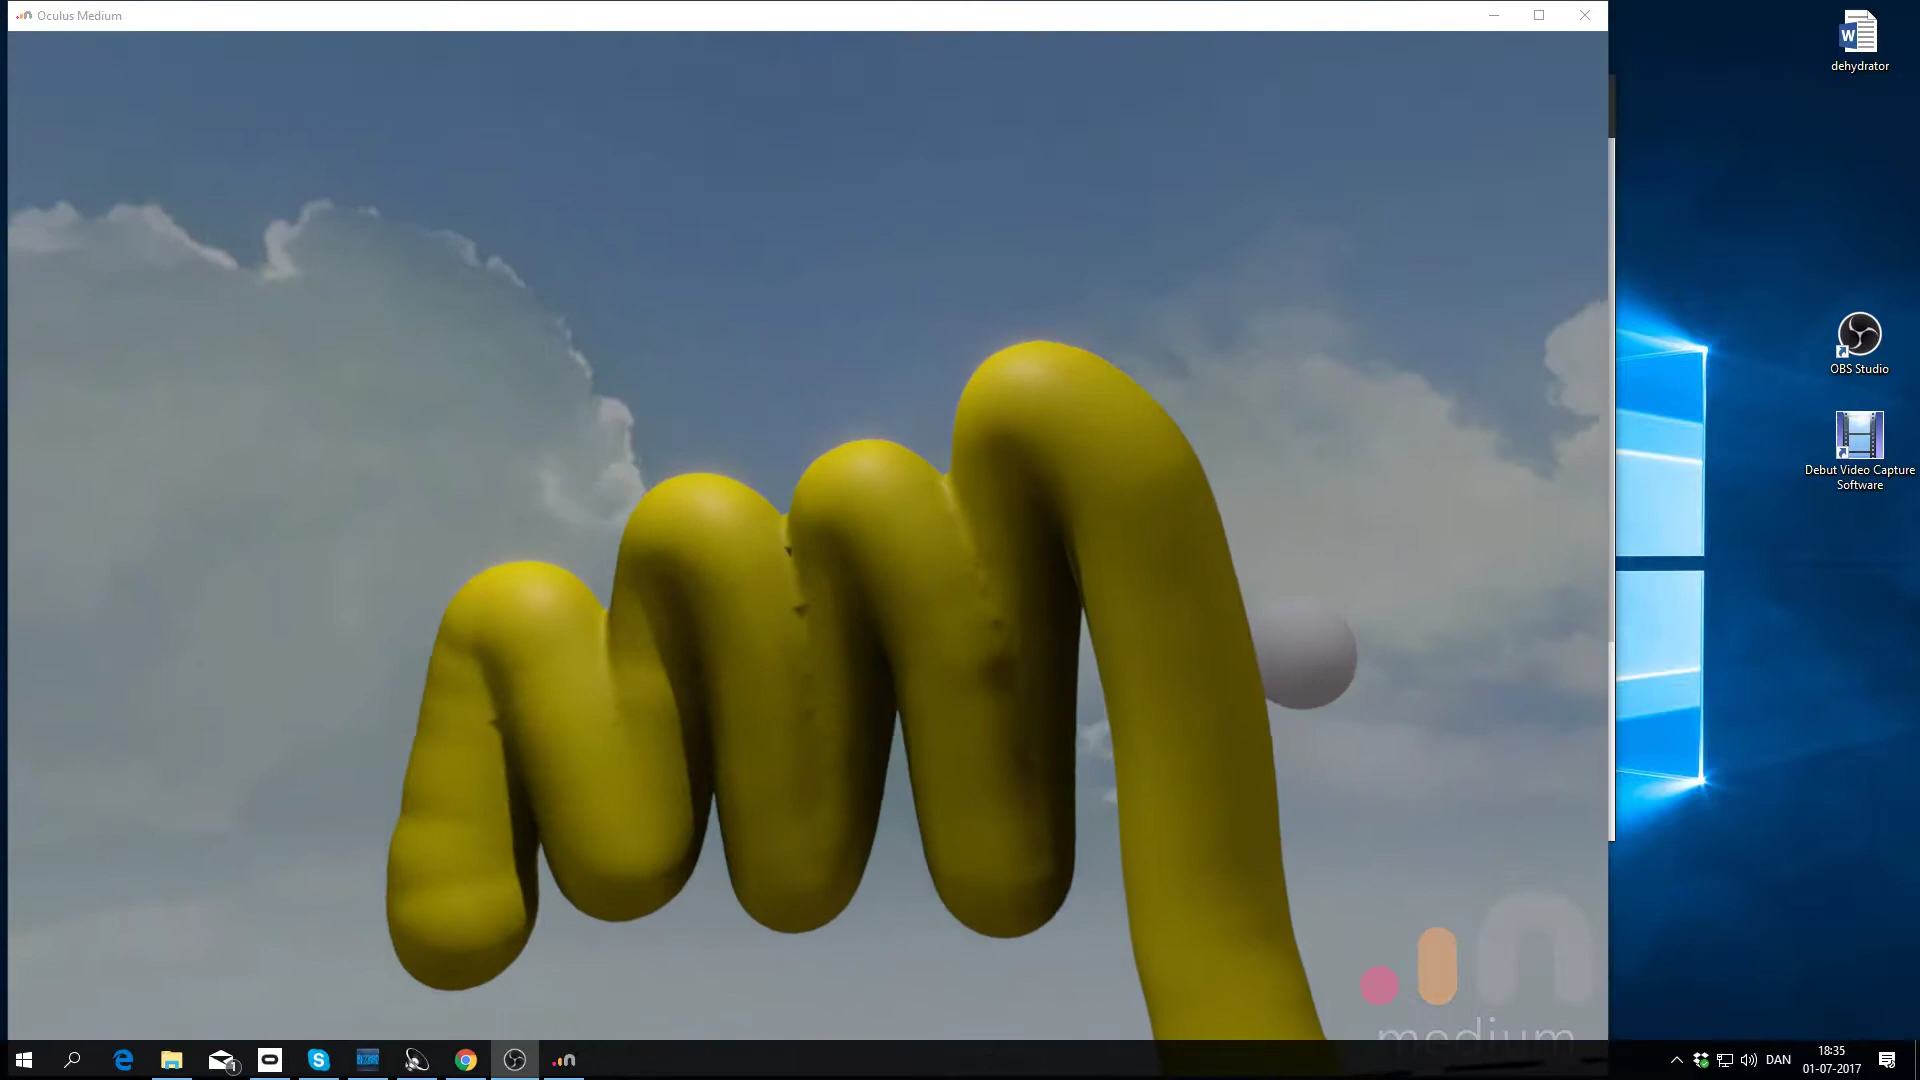 Oculus Medium
dehydrator
OBS Studio
Debut Video Capture
Software
medium
DAN
18:35
01-07-2017